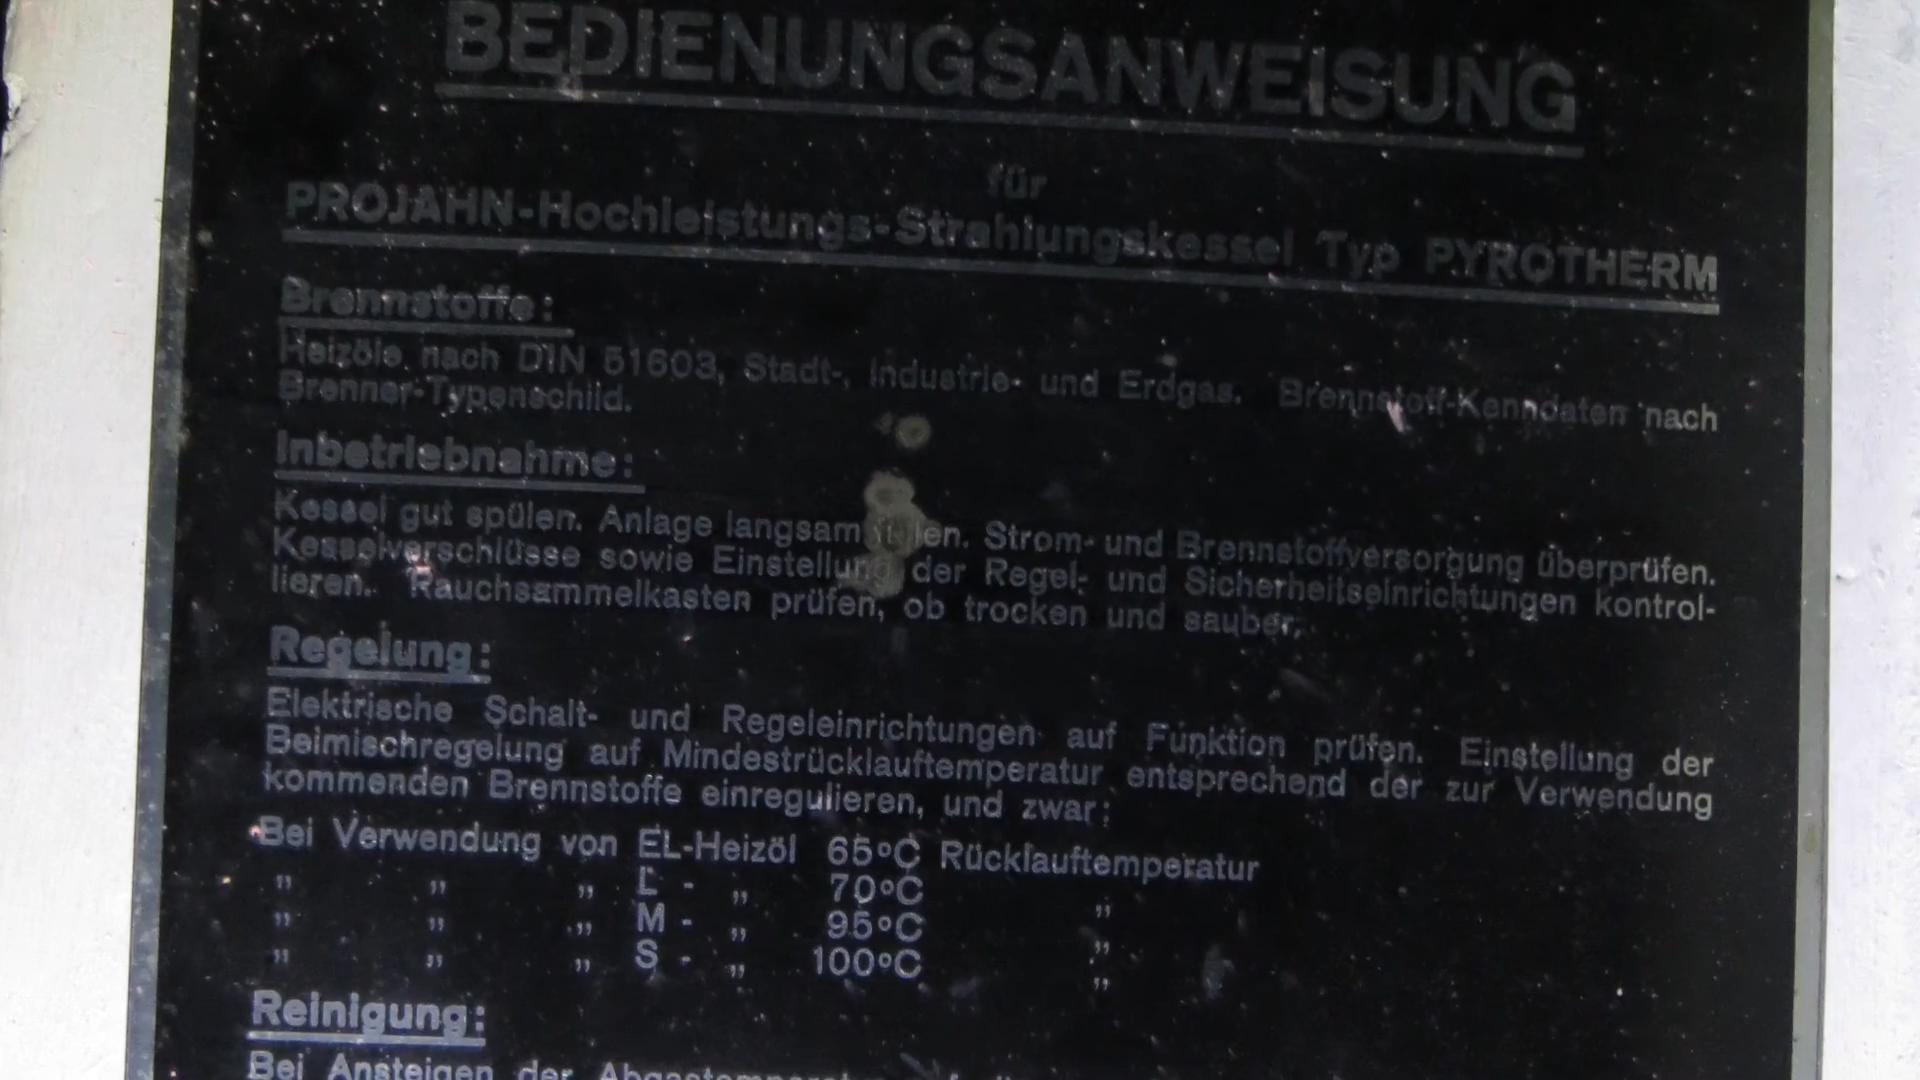 BEDIENUNGSANWEISUNG
für
PROJAHN-Hochleistungs-Strahlungskessel Typ PYROTHERM
Brennstoffe:
Heizöle nach DIN 51603, Stadt-, Industrie- und Erdgas. Brennstoff-Kenndaten nach
Brenner-Typenschild.
Inbetriebnahme:
Kessel gut spülen. Anlage langsam Strom- und Brennstoffversorgung überprüfen.
Kesselverschlüsse sowie Einstellung der Regel- und Sicherheitseinrichtungen kontrol-
lieren. Rauchsammelkasten prüfen, ob trocken und sauber.
Regelung:
Elektrische Schalt- und Regeleinrichtungen auf Funktion prüfen. Einstellung der
Beimischregelung auf Mindestrücklauftemperatur entsprechend der zur Verwendung
kommenden Brennstoffe einregulieren, und zwar:
Bei Verwendung von EL-Heizöl 65°C Rücklauftemperatur
„ „ „ L - „ 70°C „
„ „ „ M - „ 95°C „
„ „ „ S - „ 100°C „
Reinigung:
Bei Ansteigen der